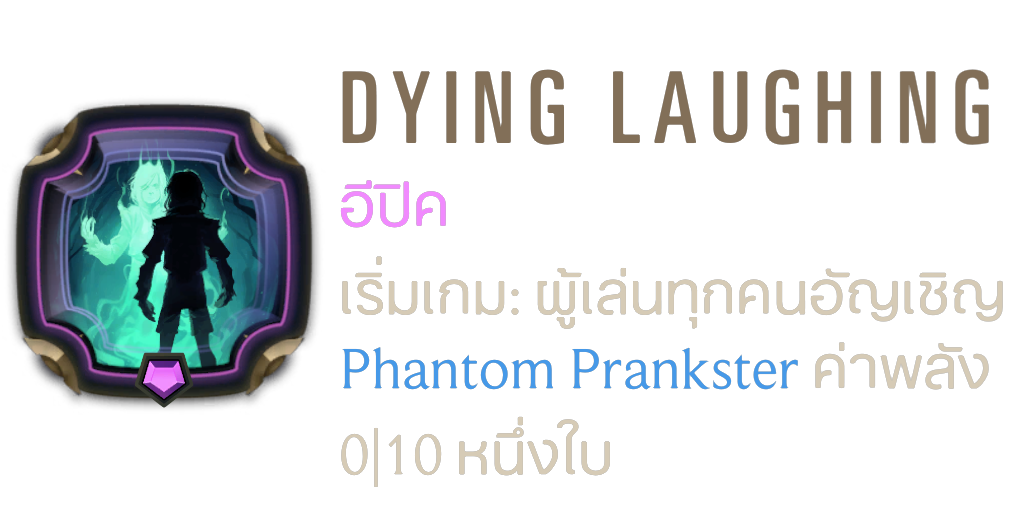 DYING LAUGHING
อีปิค
เริ่มเกม: ผู้เล่นทุกคนอัญเชิญ
Phantom Prankster ค่าพลัง
0|10 หนึ่งใบ